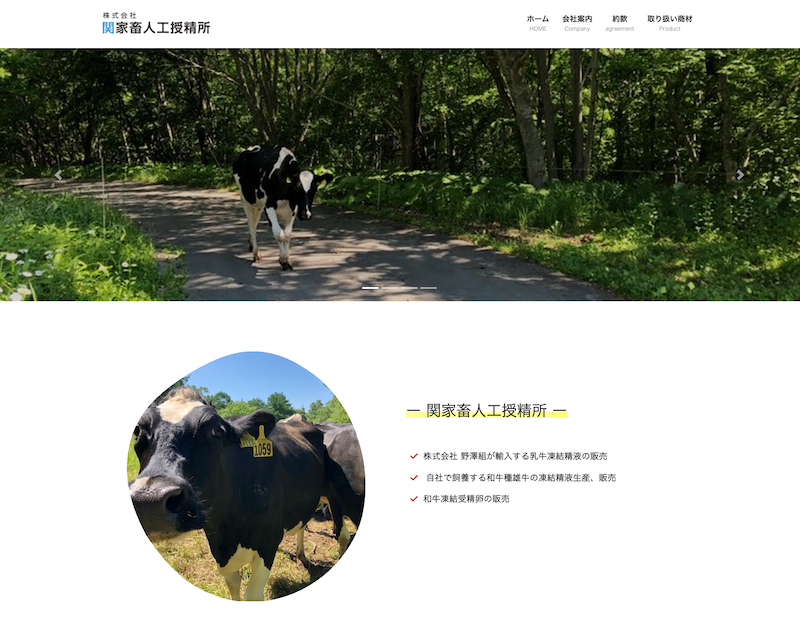 株式会社
関家畜人工授精所
ホーム 会社案内 約款 取り扱い商材
HOME Company agreement Product
1059
― 関家畜人工授精所 ―
株式会社 野澤組が輸入する乳牛凍結精液の販売
自社で飼養する和牛種雄牛の凍結精液生産、販売
和牛凍結受精卵の販売